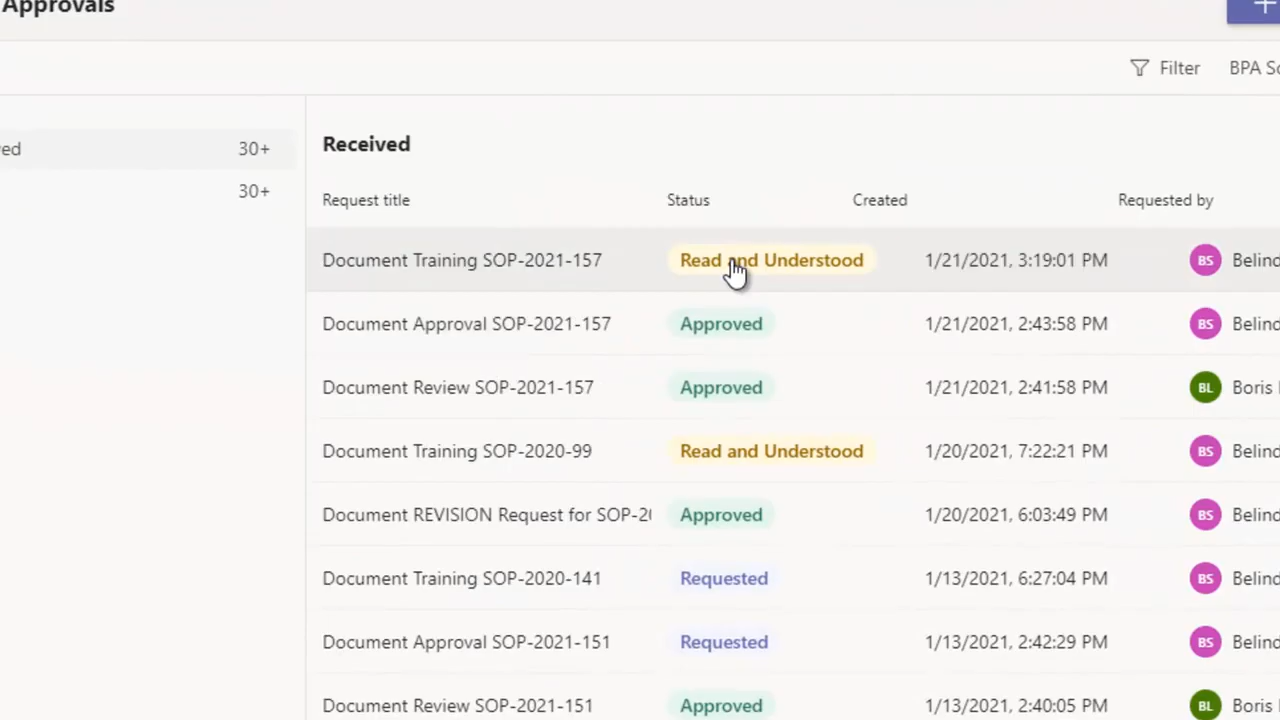 Approvals
Filter BPA
30+
30+
Received
Request title Status Created Requested by
Document Training SOP-2021-157 Read and Understood 1/21/2021, 3:19:01 PM BS Belind
Document Approval SOP-2021-157 Approved 1/21/2021, 2:43:58 PM BS Belind
Document Review SOP-2021-157 Approved 1/21/2021, 2:41:58 PM BL Boris
Document Training SOP-2020-99 Read and Understood 1/20/2021, 7:22:21 PM BS Belind
Document REVISION Request for SOP-20 Approved 1/20/2021, 6:03:49 PM BS Belind
Document Training SOP-2020-141 Requested 1/13/2021, 6:27:04 PM BS Belind
Document Approval SOP-2021-151 Requested 1/13/2021, 2:42:29 PM BS Belind
Document Review SOP-2021-151 Approved 1/13/2021, 2:40:05 PM BL Boris